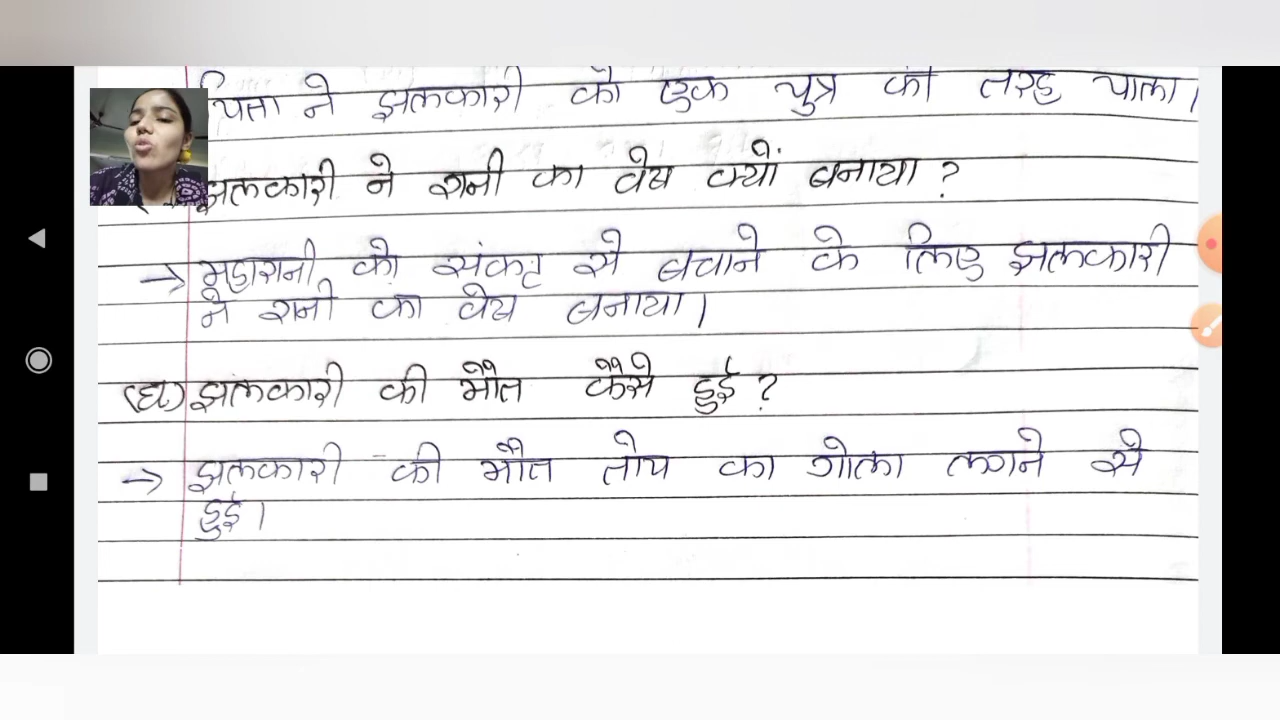 पिता ने झलकारी को एक पुत्र की तरह पाला।
झलकारी ने रानी का वेष क्यों बनाया ?
→ महारानी को संकट से बचाने के लिए झलकारी
ने रानी का वेष बनाया।
(घ) झलकारी की मौत कैसे हुई ?
→ झलकारी की मौत तोप का गोला लगने से
हुई।